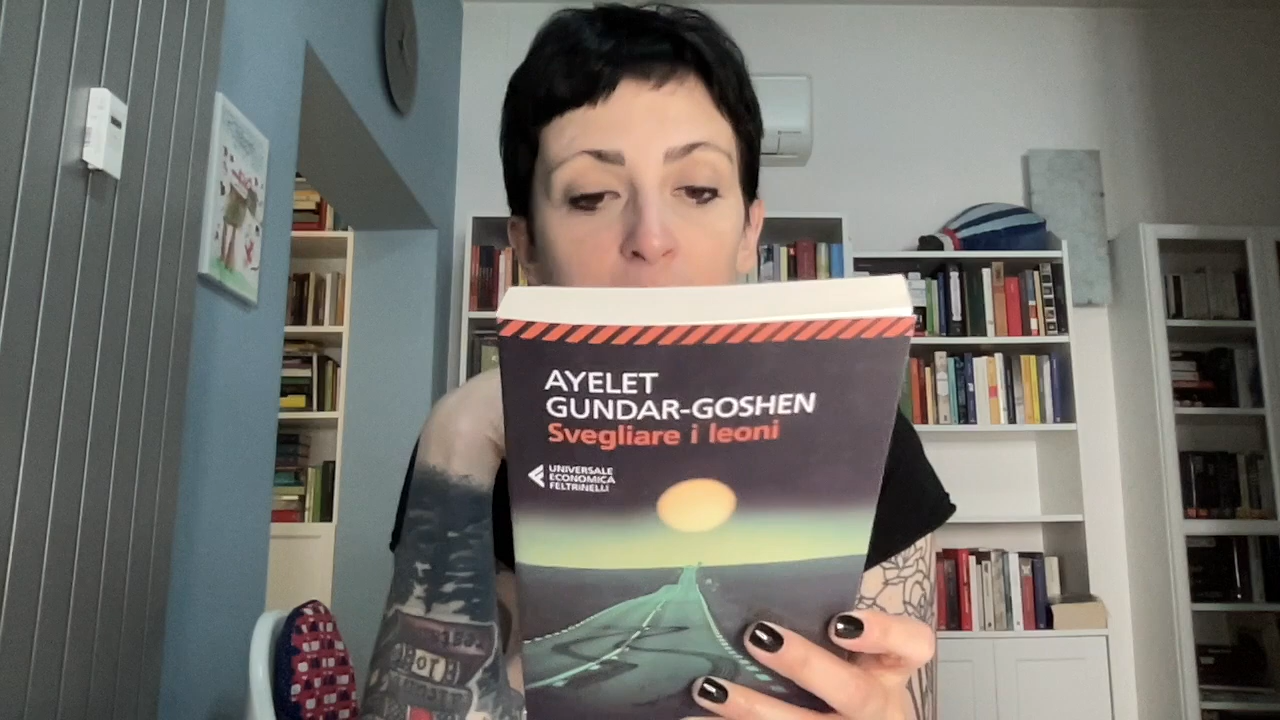 AYELET
GUNDAR-GOSHEN
Svegliare i leoni
UNIVERSALE
ECONOMICA
FELTRINELLI